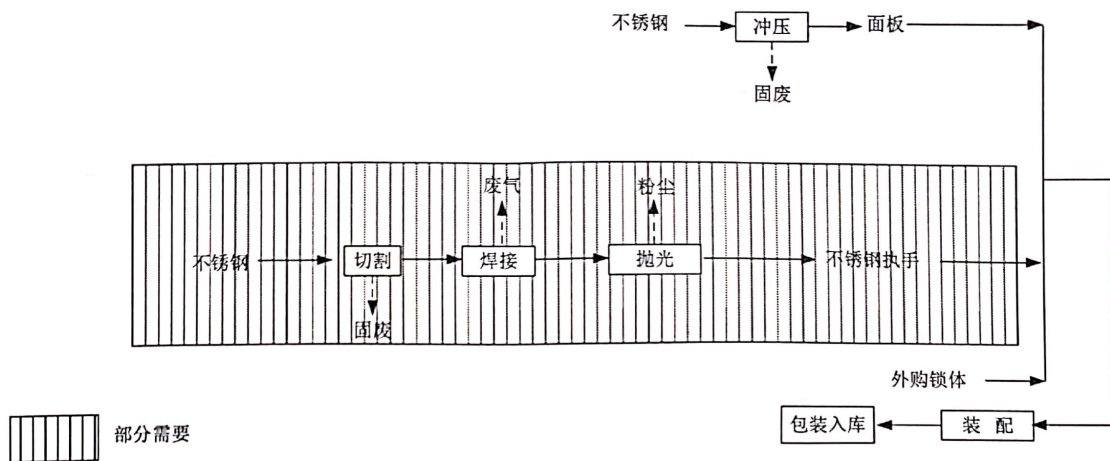 不锈钢 冲压 面板
固废
废气 粉尘
不锈钢 切割 焊接 抛光 不锈钢执手
固废
外购锁体
部分需要 包装入库 装 配